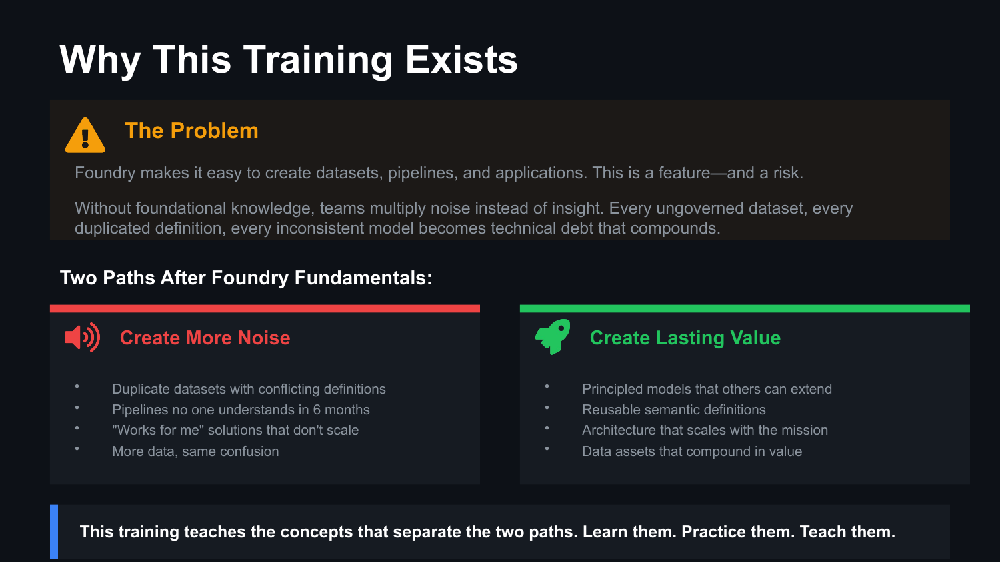 Why This Training Exists
The Problem
Foundry makes it easy to create datasets, pipelines, and applications. This is a feature—and a risk.
Without foundational knowledge, teams multiply noise instead of insight. Every ungoverned dataset, every
duplicated definition, every inconsistent model becomes technical debt that compounds.
Two Paths After Foundry Fundamentals:
Create More Noise
• Duplicate datasets with conflicting definitions
• Pipelines no one understands in 6 months
• "Works for me" solutions that don't scale
• More data, same confusion
Create Lasting Value
• Principled models that others can extend
• Reusable semantic definitions
• Architecture that scales with the mission
• Data assets that compound in value
This training teaches the concepts that separate the two paths. Learn them. Practice them. Teach them.